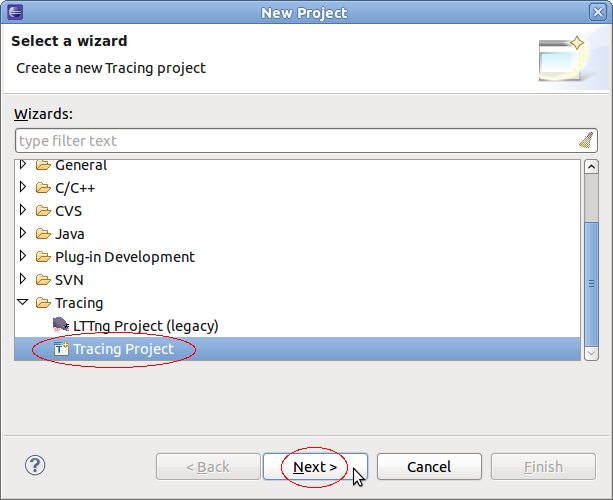 New Project
Select a wizard
Create a new Tracing project
Wizards:
type filter text
General
C/C++
CVS
Java
Plug-in Development
SVN
Tracing
LTTng Project (legacy)
Tracing Project
? < Back Next > Cancel Finish